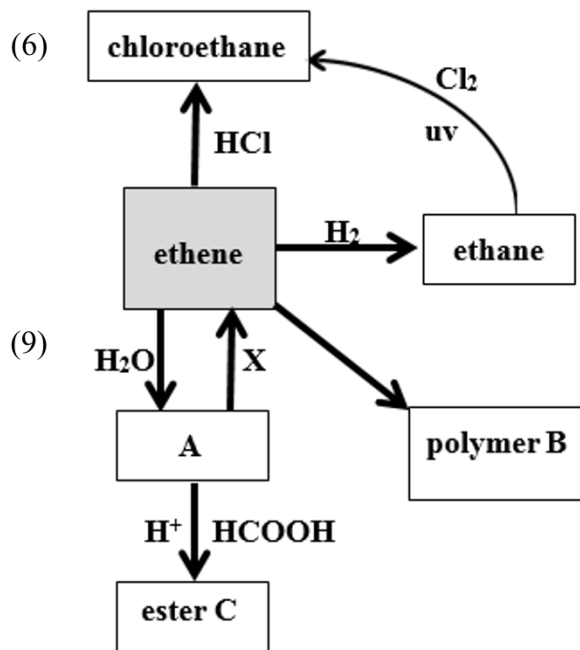 (6)
chloroethane
Cl₂
uv
HCl
ethene
H₂
ethane
(9)
H₂O
X
A
polymer B
H⁺ HCOOH
ester C